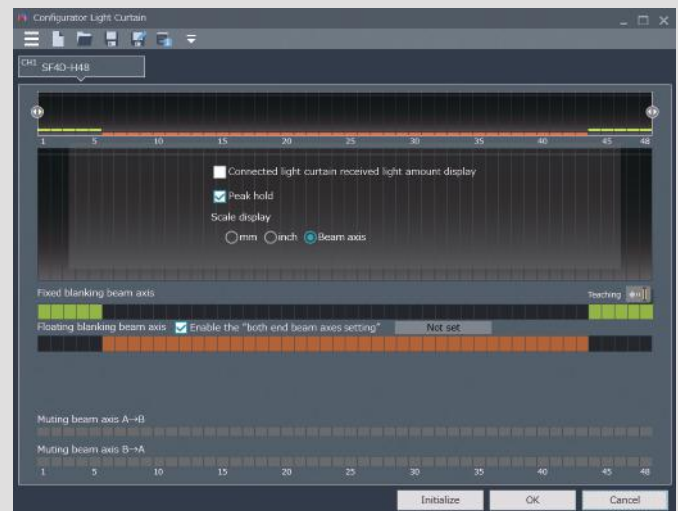 Configurator Light Curtain
CH1 SF4D-H48
1 5 10 15 20 25 30 35 40 45 48
Connected light curtain received light amount display
Peak hold
Scale display
mm inch Beam axis
Fixed blanking beam axis Teaching
Floating blanking beam axis Enable the "both end beam axes setting" Not set
Muting beam axis A→B
Muting beam axis B→A
1 5 10 15 20 25 30 35 40 45 48
Initialize OK Cancel